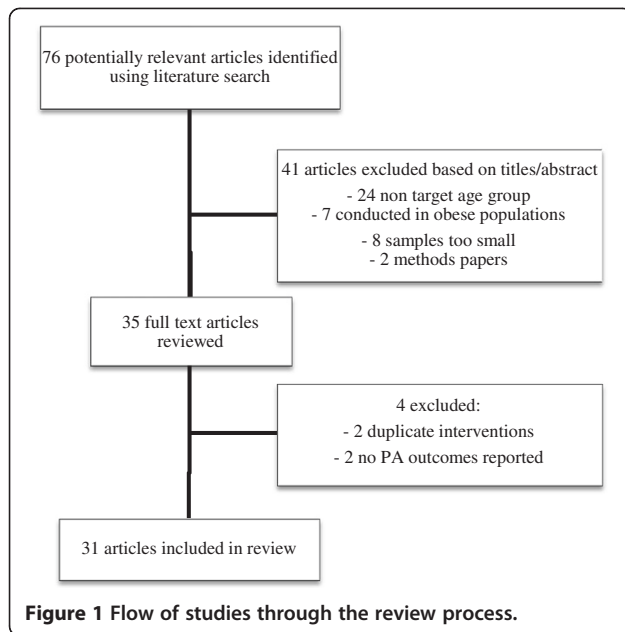 76 potentially relevant articles identified
using literature search
41 articles excluded based on titles/abstract
- 24 non target age group
- 7 conducted in obese populations
- 8 samples too small
- 2 methods papers
35 full text articles
reviewed
4 excluded:
- 2 duplicate interventions
- 2 no PA outcomes reported
31 articles included in review
Figure 1 Flow of studies through the review process.